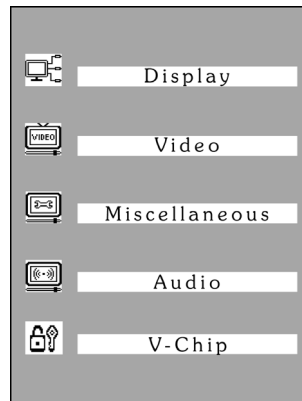 Display
VIDEO
Video
Miscellaneous
Audio
V-Chip